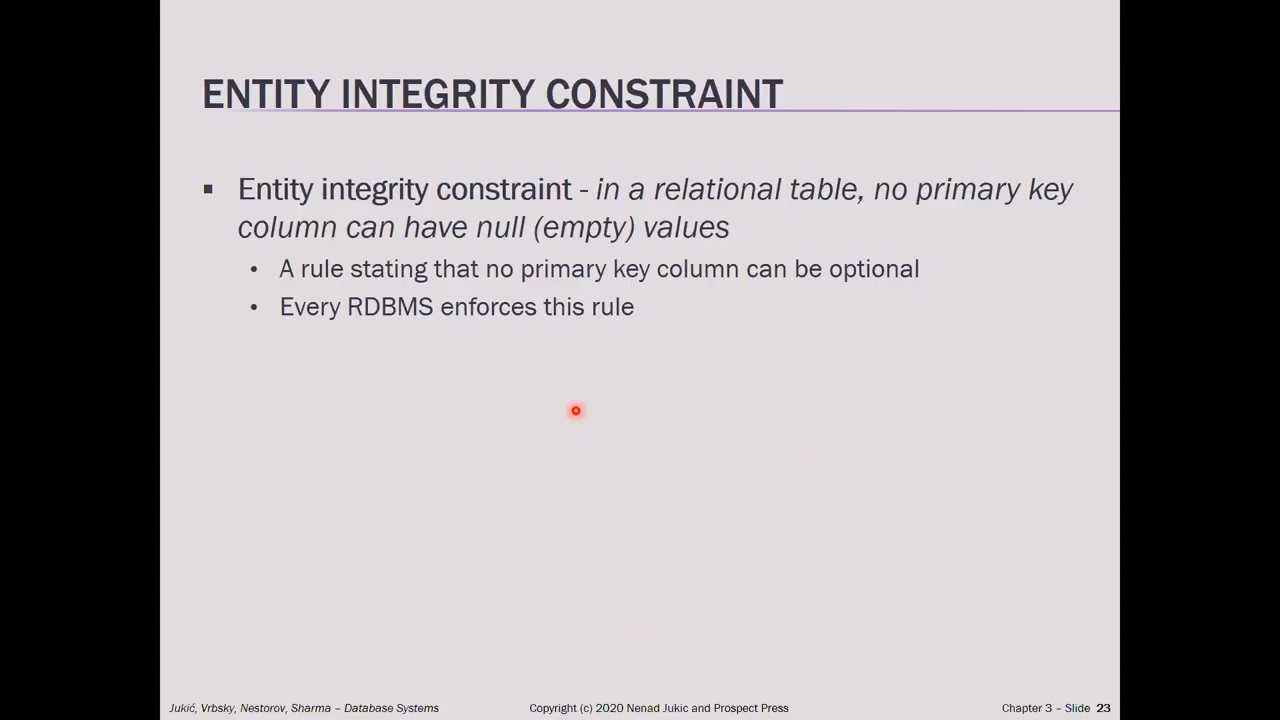 ENTITY INTEGRITY CONSTRAINT
▪ Entity integrity constraint - in a relational table, no primary key
column can have null (empty) values
• A rule stating that no primary key column can be optional
• Every RDBMS enforces this rule
Jukić, Vrbsky, Nestorov, Sharma – Database Systems
Copyright (c) 2020 Nenad Jukic and Prospect Press
Chapter 3 – Slide 23